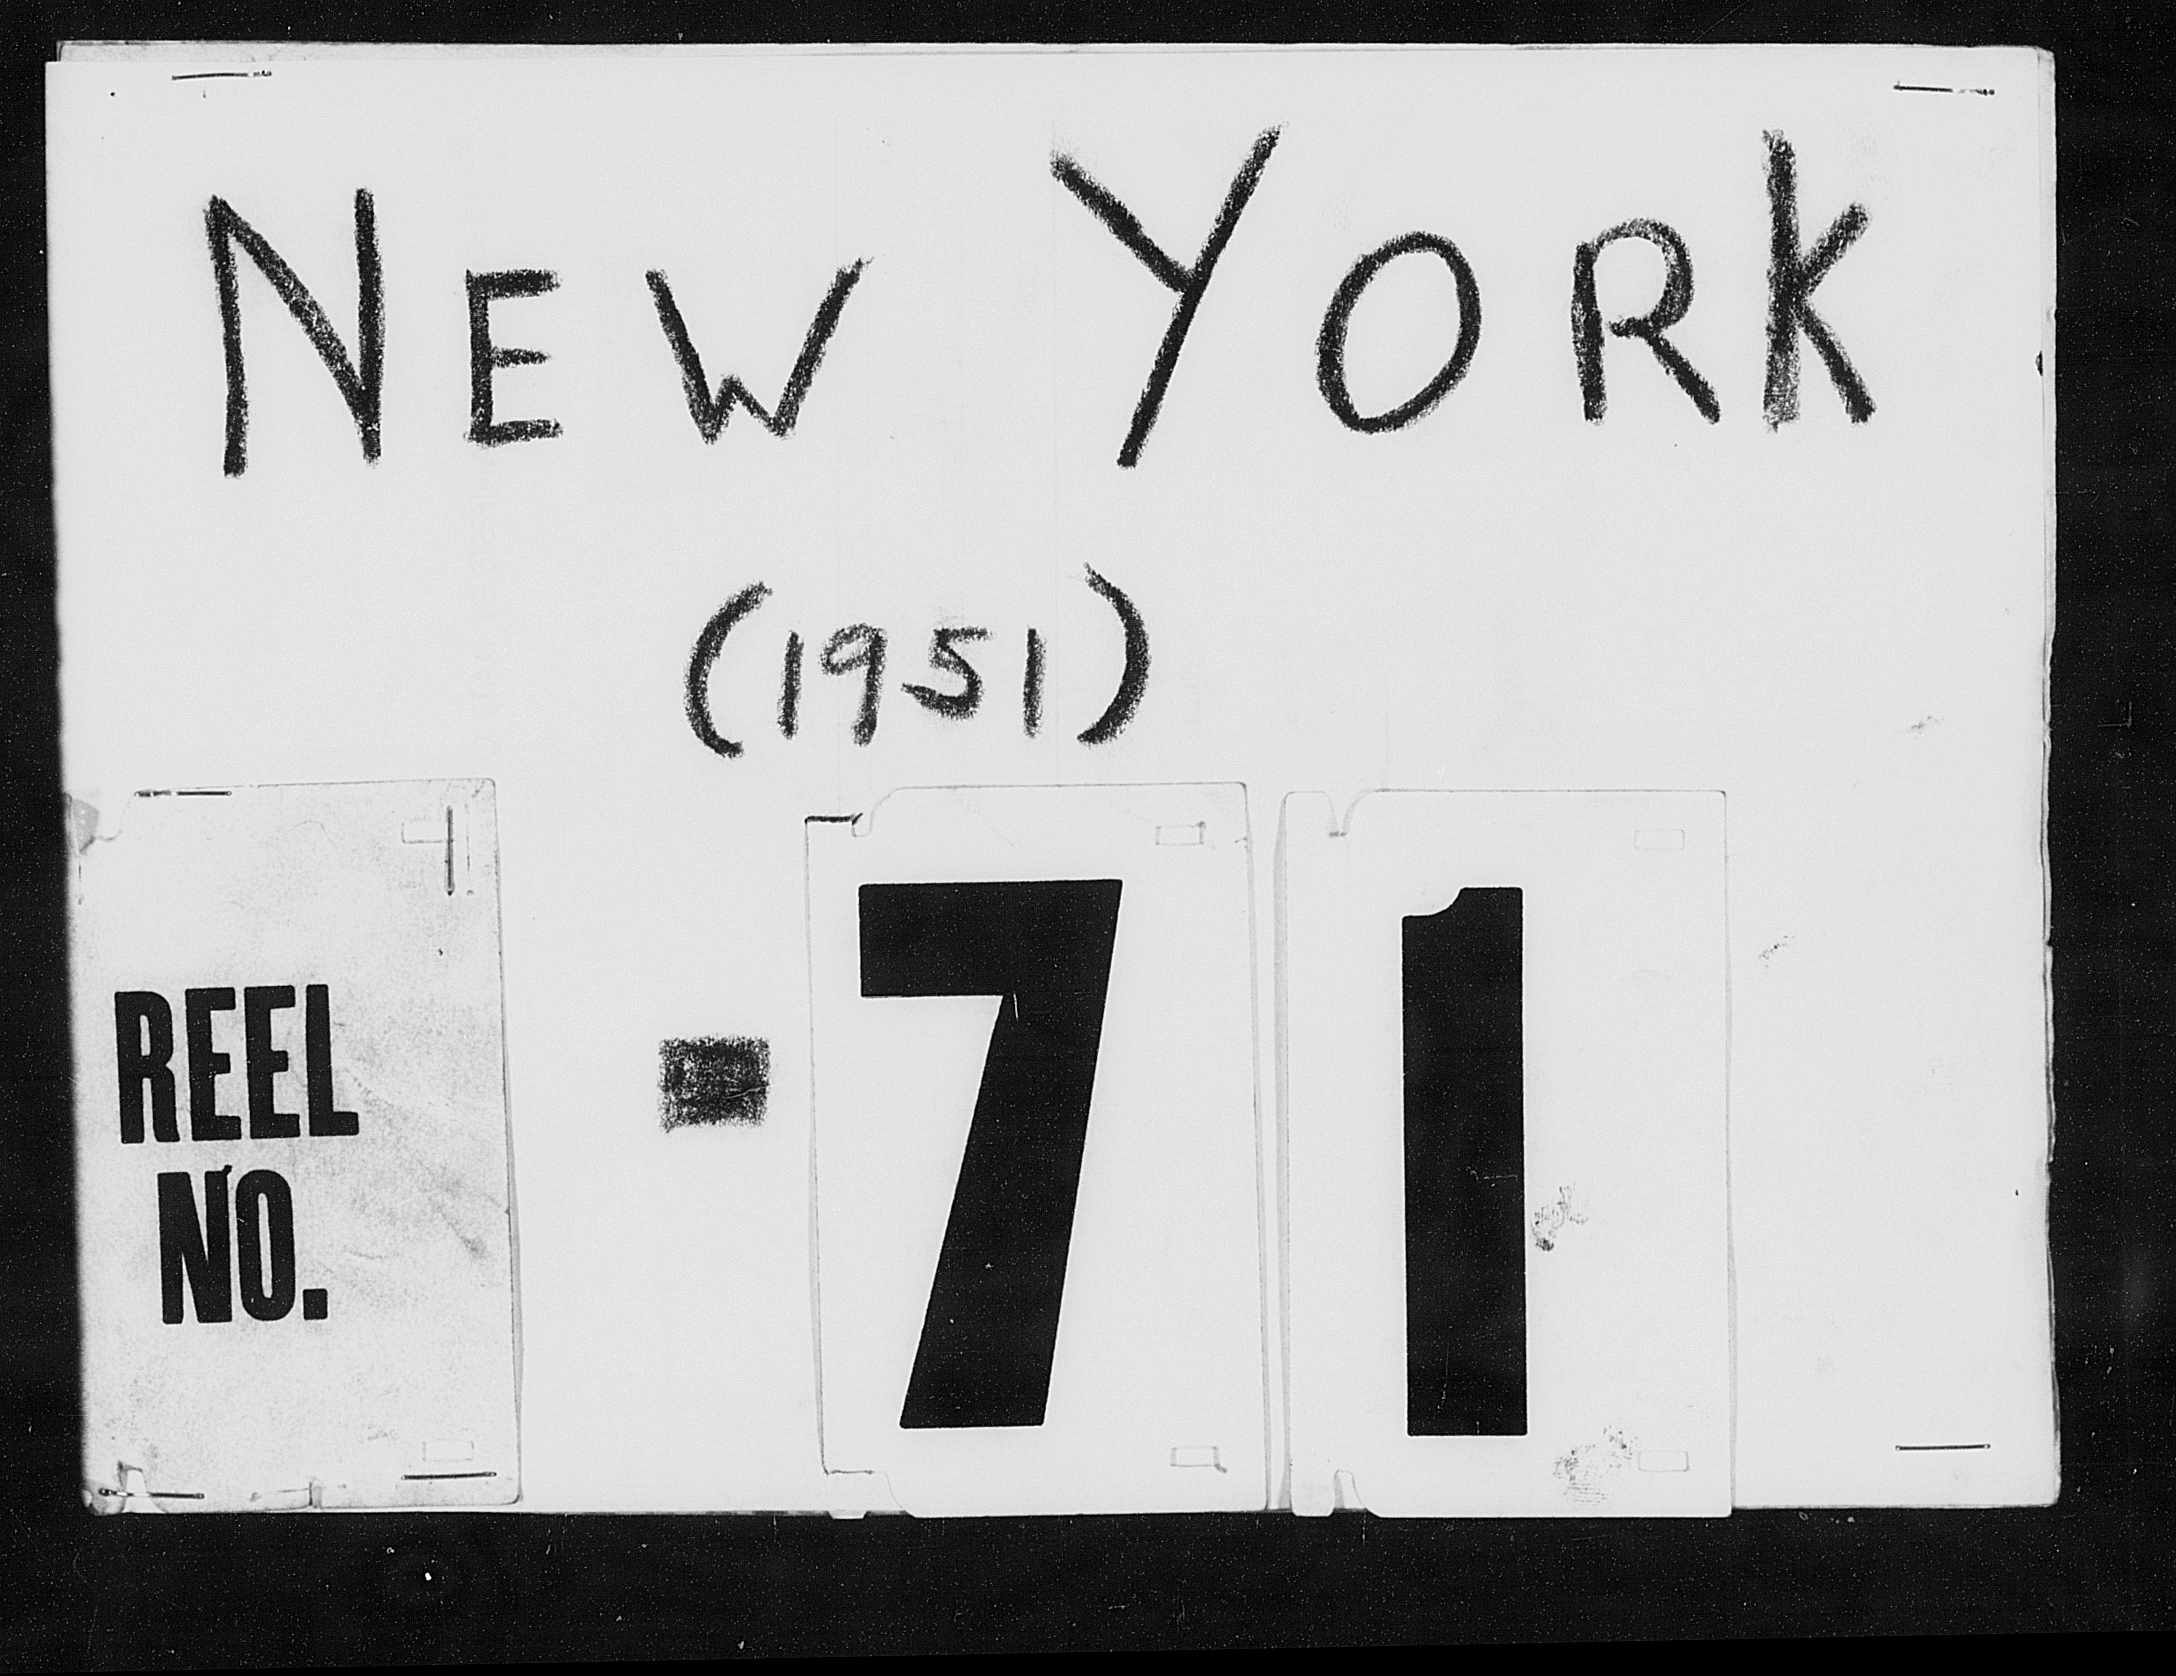 NEW YORK
(1951)
REEL
NO.
- 71